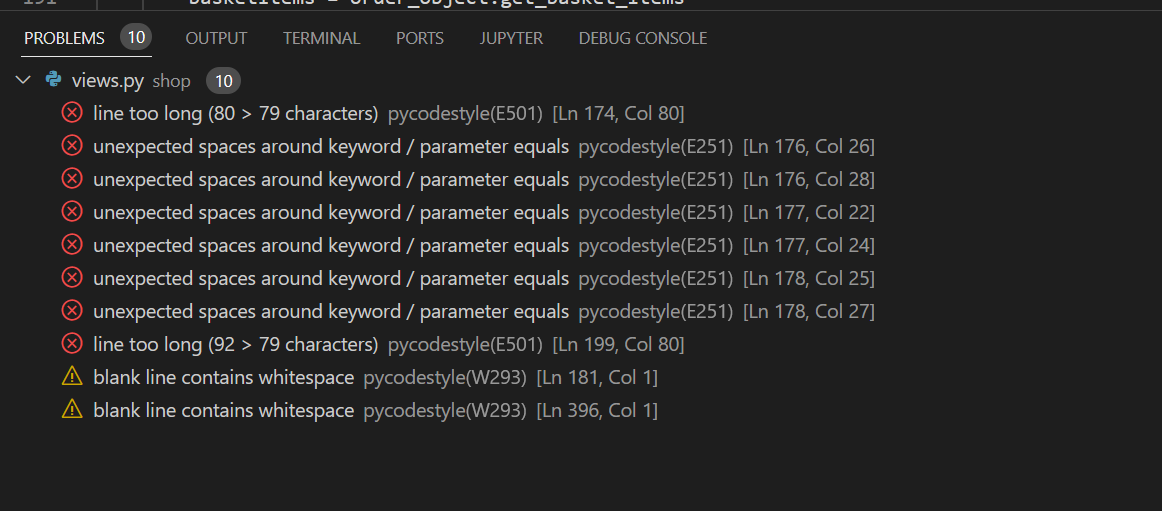 191 basketItems = order_object.get_basket_items
PROBLEMS 10 OUTPUT TERMINAL PORTS JUPYTER DEBUG CONSOLE
views.py shop 10
line too long (80 > 79 characters) pycodestyle(E501) [Ln 174, Col 80]
unexpected spaces around keyword / parameter equals pycodestyle(E251) [Ln 176, Col 26]
unexpected spaces around keyword / parameter equals pycodestyle(E251) [Ln 176, Col 28]
unexpected spaces around keyword / parameter equals pycodestyle(E251) [Ln 177, Col 22]
unexpected spaces around keyword / parameter equals pycodestyle(E251) [Ln 177, Col 24]
unexpected spaces around keyword / parameter equals pycodestyle(E251) [Ln 178, Col 25]
unexpected spaces around keyword / parameter equals pycodestyle(E251) [Ln 178, Col 27]
line too long (92 > 79 characters) pycodestyle(E501) [Ln 199, Col 80]
blank line contains whitespace pycodestyle(W293) [Ln 181, Col 1]
blank line contains whitespace pycodestyle(W293) [Ln 396, Col 1]